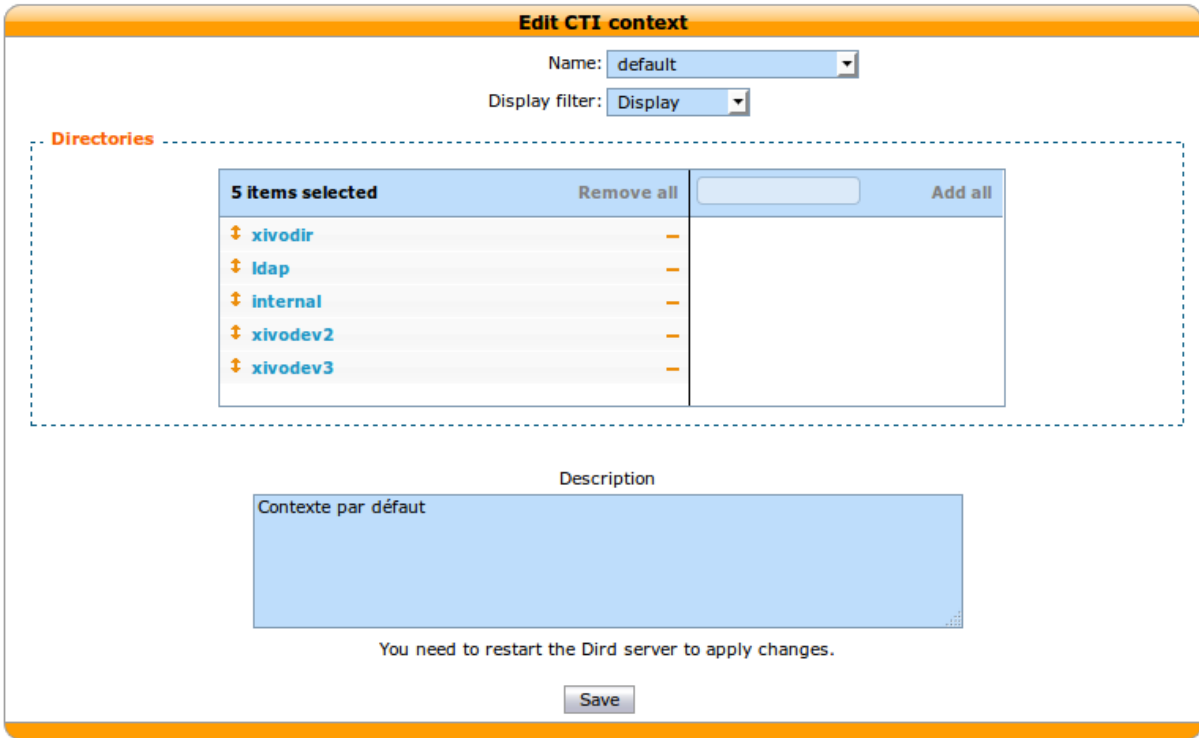 Edit CTI context
Name: default
Display filter: Display
Directories
5 items selected Remove all Add all
xivodir
ldap
internal
xivodev2
xivodev3
Description
Contexte par défaut
You need to restart the Dird server to apply changes.
Save